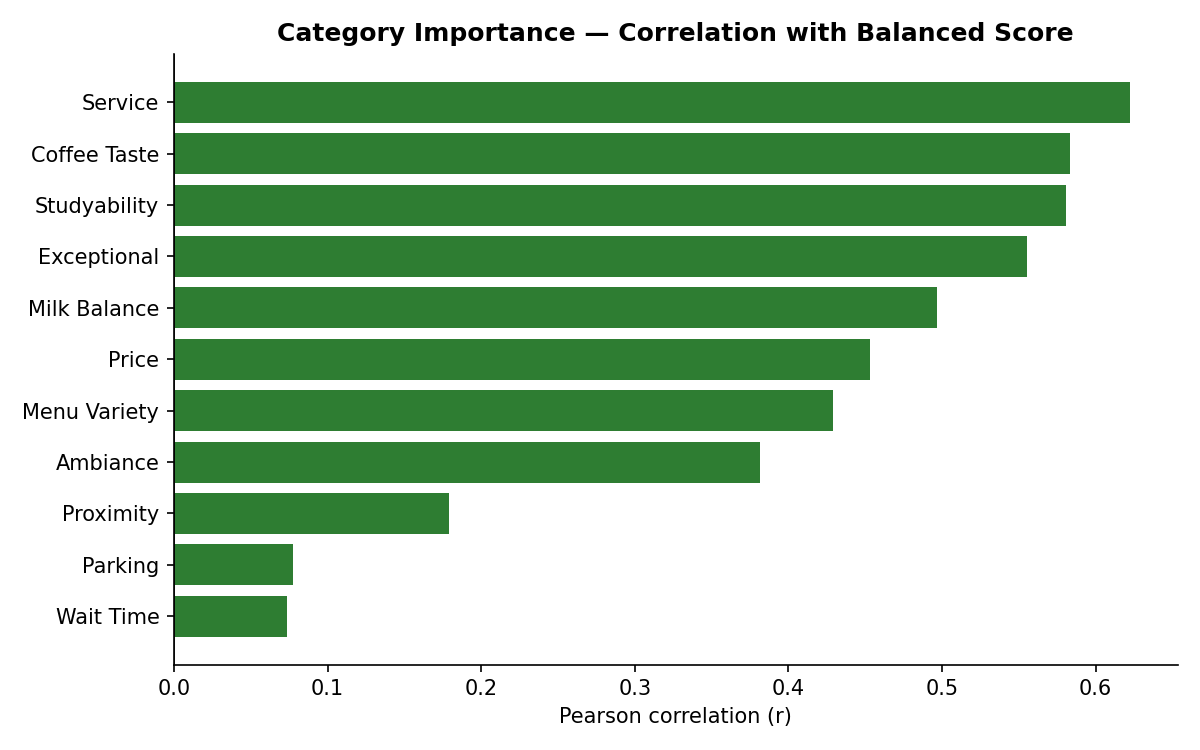 Category Importance — Correlation with Balanced Score
Service
Coffee Taste
Studyability
Exceptional
Milk Balance
Price
Menu Variety
Ambiance
Proximity
Parking
Wait Time
0.0 0.1 0.2 0.3 0.4 0.5 0.6
Pearson correlation (r)